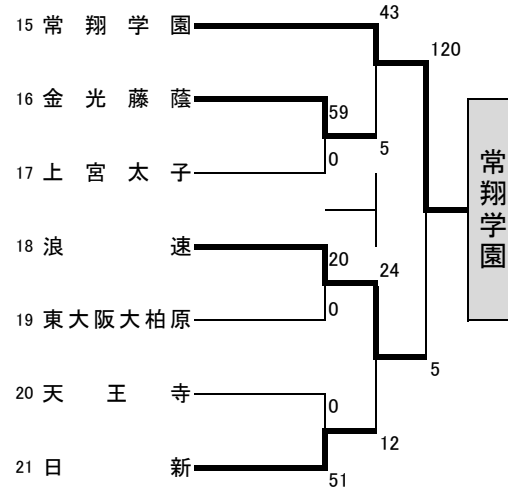 43
15 常翔学園
120
16 金光藤蔭
59
5
0
17 上宮太子
常翔学園
18 浪速
20
24
0
19 東大阪大柏原
5
20 天王寺
0
12
21 日新
51